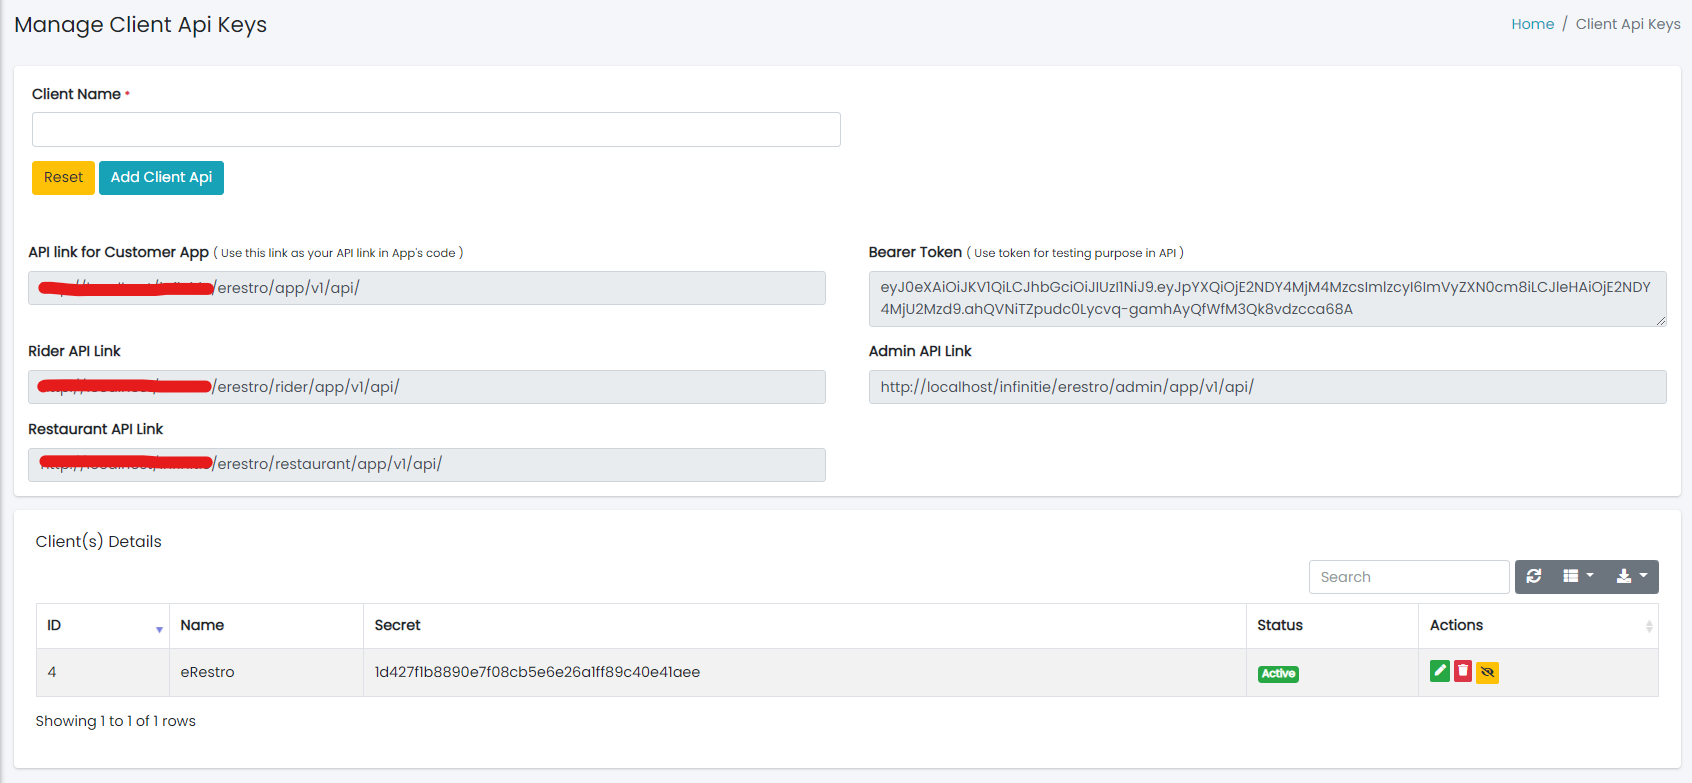 Manage Client Api Keys
Home / Client Api Keys
Client Name *
Reset Add Client Api
API link for Customer App ( Use this link as your API link in App's code )
/erestro/app/v1/api/
Bearer Token ( Use token for testing purpose in API )
eyJ0eXAiOiJKV1QiLCJhbGciOiJIUzI1NiJ9.eyJpYXQiOjE2NDY4MjM4MzcsImlzcyI6ImVyZXN0cm8iLCJleHAiOjE2NDY
4MjU2Mzd9.ahQVNiTZpudc0Lycvq-gamhAyQfWfM3Qk8vdzcca68A
Rider API Link
/erestro/rider/app/v1/api/
Admin API Link
http://localhost/infinitie/erestro/admin/app/v1/api/
Restaurant API Link
/erestro/restaurant/app/v1/api/
Client(s) Details
Search
ID Name Secret Status Actions
4 eRestro 1d427f1b8890e7f08cb5e6e26a1ff89c40e41aee Active
Showing 1 to 1 of 1 rows